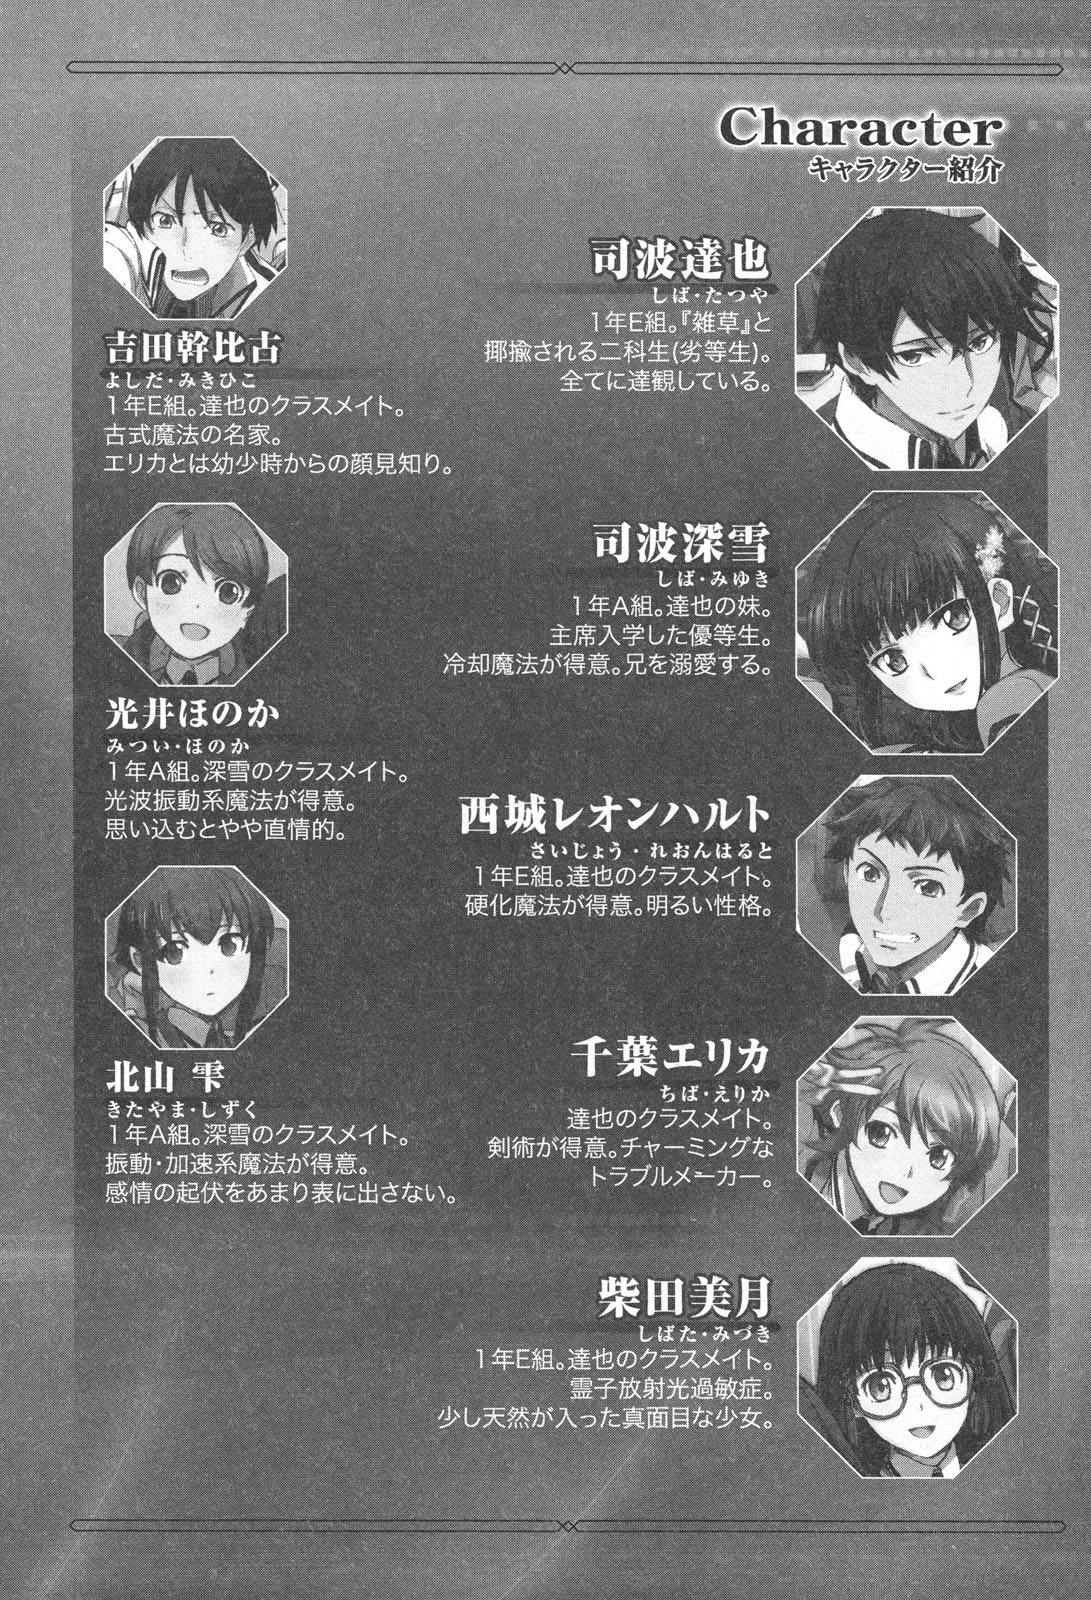 Character
キャラクター紹介
司波達也
しば・たつや
1年E組。『雑草』と
揶揄される二科生(劣等生)。
全てに達観している。
司波深雪
しば・みゆき
1年A組。達也の妹。
主席入学した優等生。
冷却魔法が得意。兄を溺愛する。
西城レオンハルト
さいじょう・れおんはると
1年E組。達也のクラスメイト。
硬化魔法が得意。明るい性格。
千葉エリカ
ちば・えりか
達也のクラスメイト。
剣術が得意。チャーミングな
トラブルメーカー。
柴田美月
しばた・みづき
1年E組。達也のクラスメイト。
霊子放射光過敏症。
少し天然が入った真面目な少女。
吉田幹比古
よしだ・みきひこ
1年E組。達也のクラスメイト。
古式魔法の名家。
エリカとは幼少時からの顔見知り。
光井ほのか
みつい・ほのか
1年A組。深雪のクラスメイト。
光波振動系魔法が得意。
思い込むとやや直情的。
北山 雫
きたやま・しずく
1年A組。深雪のクラスメイト。
振動・加速系魔法が得意。
感情の起伏をあまり表に出さない。